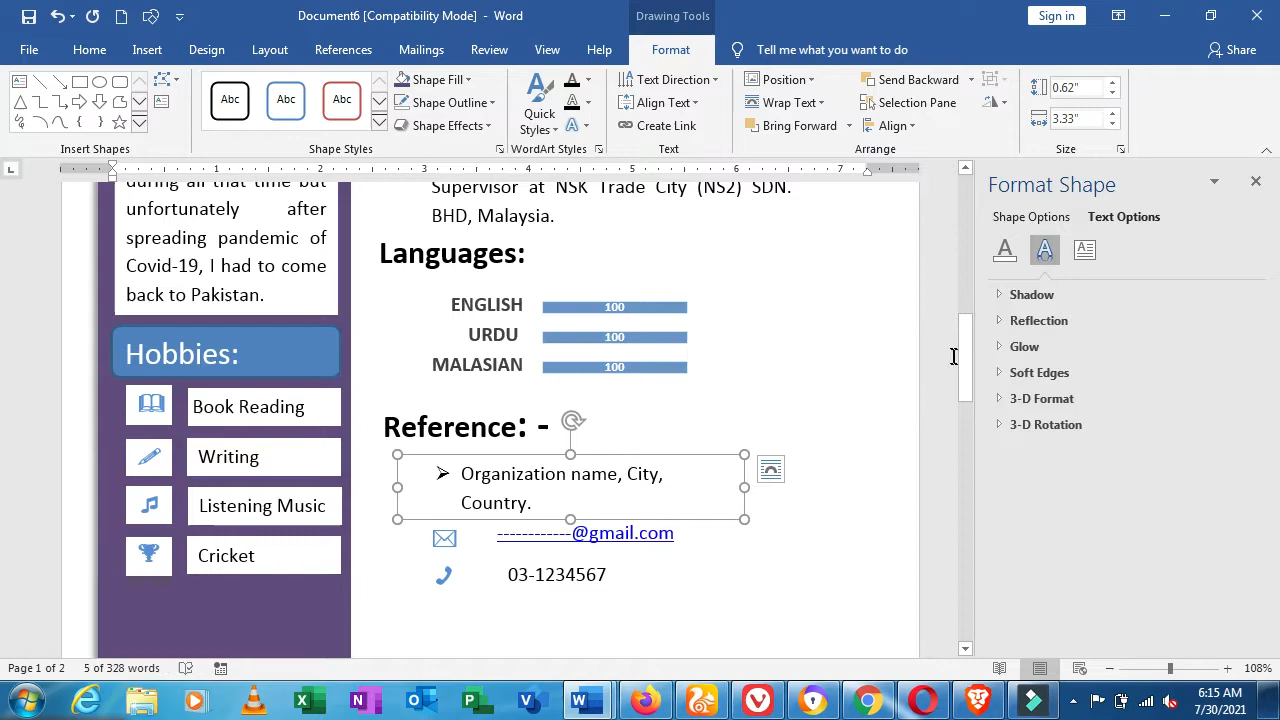 Document6 [Compatibility Mode] - Word
Drawing Tools
Sign in
File Home Insert Design Layout References Mailings Review View Help Format Tell me what you want to do Share
Abc Abc Abc
Shape Fill
Shape Outline
Shape Effects
Quick Styles
A
A
A
Text Direction
Align Text
Create Link
Position
Wrap Text
Bring Forward
Send Backward
Selection Pane
Align
0.62"
3.33"
Insert Shapes Shape Styles WordArt Styles Text Arrange Size
L
1 2 3 4 5 6 7
during all that time but
unfortunately after
spreading pandemic of
Covid-19, I had to come
back to Pakistan.
Hobbies:
Book Reading
Writing
Listening Music
Cricket
Supervisor at NSK Trade City (NS2) SDN.
BHD, Malaysia.
Languages:
ENGLISH 100
URDU 100
MALASIAN 100
Reference: -
➢ Organization name, City,
Country.
------------@gmail.com
03-1234567
Format Shape
Shape Options Text Options
A A
Shadow
Reflection
Glow
Soft Edges
3-D Format
3-D Rotation
Page 1 of 2 5 of 328 words 108%
6:15 AM
7/30/2021